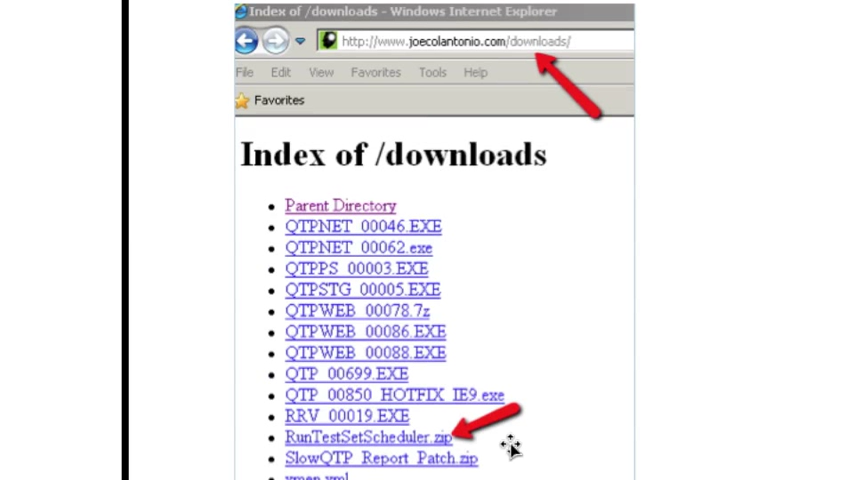 Index of /downloads - Windows Internet Explorer
http://www.joecolantonio.com/downloads/
File Edit View Favorites Tools Help
Favorites
Index of /downloads
Parent Directory
QTPNET_00046.EXE
QTPNET_00062.exe
QTPPS_00003.EXE
QTPSTG_00005.EXE
QTPWEB_00078.7z
QTPWEB_00086.EXE
QTPWEB_00088.EXE
QTP_00699.EXE
QTP_00850_HOTFIX_IE9.exe
RRV_00019.EXE
RunTestSetScheduler.zip
SlowQTP_Report_Patch.zip